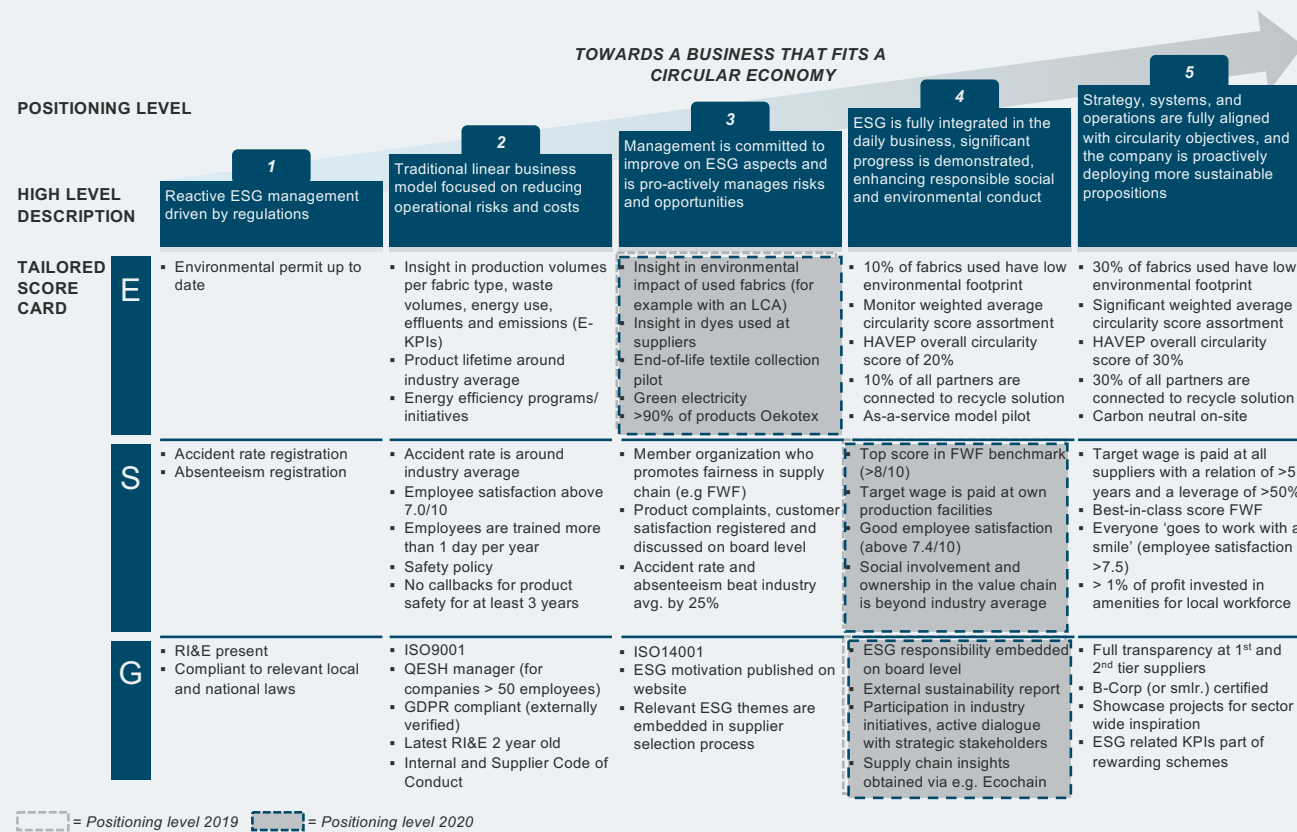 TOWARDS A BUSINESS THAT FITS A
CIRCULAR ECONOMY
POSITIONING LEVEL
1
2
3
4
5
HIGH LEVEL
DESCRIPTION
Reactive ESG management
driven by regulations
Traditional linear business
model focused on reducing
operational risks and costs
Management is committed to
improve on ESG aspects and
is pro-actively manages risks
and opportunities
ESG is fully integrated in the
daily business, significant
progress is demonstrated,
enhancing responsible social
and environmental conduct
Strategy, systems, and
operations are fully aligned
with circularity objectives, and
the company is proactively
deploying more sustainable
propositions
TAILORED
SCORE
CARD
E
▪ Environmental permit up to
date
▪ Insight in production volumes
per fabric type, waste
volumes, energy use,
effluents and emissions (E-
KPIs)
▪ Product lifetime around
industry average
▪ Energy efficiency programs/
initiatives
▪ Insight in environmental
impact of used fabrics (for
example with an LCA)
▪ Insight in dyes used at
suppliers
▪ End-of-life textile collection
pilot
▪ Green electricity
▪ >90% of products Oekotex
▪ 10% of fabrics used have low
environmental footprint
▪ Monitor weighted average
circularity score assortment
▪ HAVEP overall circularity
score of 20%
▪ 10% of all partners are
connected to recycle solution
▪ As-a-service model pilot
▪ 30% of fabrics used have low
environmental footprint
▪ Significant weighted average
circularity score assortment
▪ HAVEP overall circularity
score of 30%
▪ 30% of all partners are
connected to recycle solution
▪ Carbon neutral on-site
S
▪ Accident rate registration
▪ Absenteeism registration
▪ Accident rate is around
industry average
▪ Employee satisfaction above
7.0/10
▪ Employees are trained more
than 1 day per year
▪ Safety policy
▪ No callbacks for product
safety for at least 3 years
▪ Member organization who
promotes fairness in supply
chain (e.g FWF)
▪ Product complaints, customer
satisfaction registered and
discussed on board level
▪ Accident rate and
absenteeism beat industry
avg. by 25%
▪ Top score in FWF benchmark
(>8/10)
▪ Target wage is paid at own
production facilities
▪ Good employee satisfaction
(above 7.4/10)
▪ Social involvement and
ownership in the value chain
is beyond industry average
▪ Target wage is paid at all
suppliers with a relation of >5
years and a leverage of >50%
▪ Best-in-class score FWF
▪ Everyone ‘goes to work with a
smile’ (employee satisfaction
>7.5)
▪ > 1% of profit invested in
amenities for local workforce
G
▪ RI&E present
▪ Compliant to relevant local
and national laws
▪ ISO9001
▪ QESH manager (for
companies > 50 employees)
▪ GDPR compliant (externally
verified)
▪ Latest RI&E 2 year old
▪ Internal and Supplier Code of
Conduct
▪ ISO14001
▪ ESG motivation published on
website
▪ Relevant ESG themes are
embedded in supplier
selection process
▪ ESG responsibility embedded
on board level
▪ External sustainability report
▪ Participation in industry
initiatives, active dialogue
with strategic stakeholders
▪ Supply chain insights
obtained via e.g. Ecochain
▪ Full transparency at 1st and
2nd tier suppliers
▪ B-Corp (or smlr.) certified
▪ Showcase projects for sector
wide inspiration
▪ ESG related KPIs part of
rewarding schemes
= Positioning level 2019
= Positioning level 2020